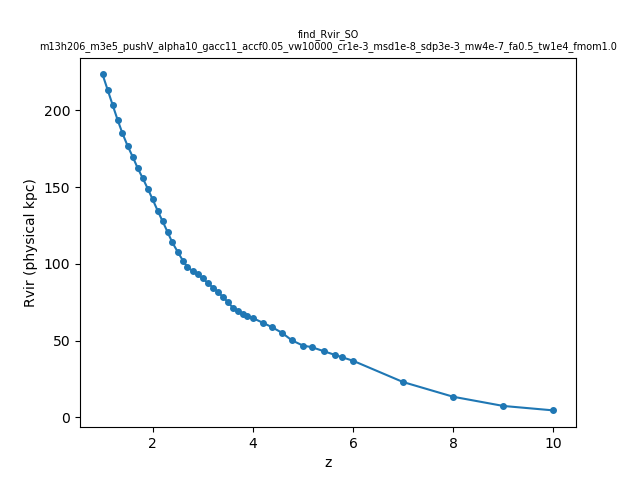 find_Rvir_SO
m13h206_m3e5_pushV_alpha10_gacc11_accf0.05_vw10000_cr1e-3_msd1e-8_sdp3e-3_mw4e-7_fa0.5_tw1e4_fmom1.0
200
150
100
50
0
Rvir (physical kpc)
2
4
6
8
10
z